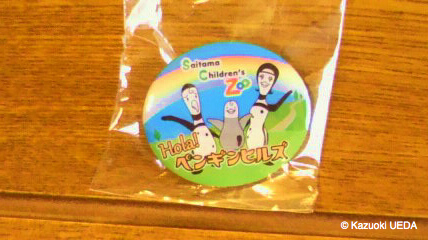 Saitama
Children's
Zoo
Hola!
ペンギンヒルズ
© Kazuoki UEDA